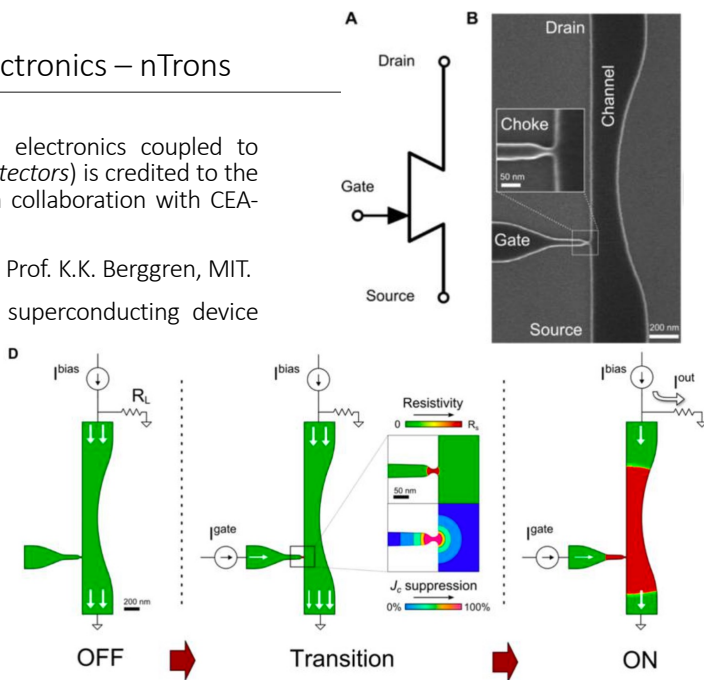 ctronics – nTrons
electronics coupled to
tectors) is credited to the
collaboration with CEA-
Prof. K.K. Berggren, MIT.
superconducting device
A
Drain
Gate
Source
B
Drain
Channel
Choke
50 nm
Gate
Source
200 nm
D
I^bias
R_L
200 nm
I^bias
I^gate
Resistivity
0 R_s
50 nm
J_c suppression
0% 100%
I^bias
I^out
I^gate
OFF Transition ON